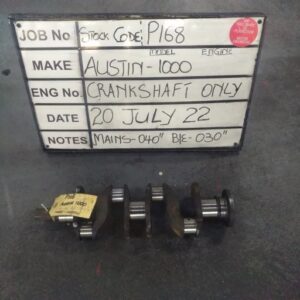 JOB No STOCK CODE: P168
MODEL ENGINE
MAKE AUSTIN-1000
ENG No. CRANKSHAFT ONLY
DATE 20 JULY 22
NOTES MAINS-040" B/E-030"